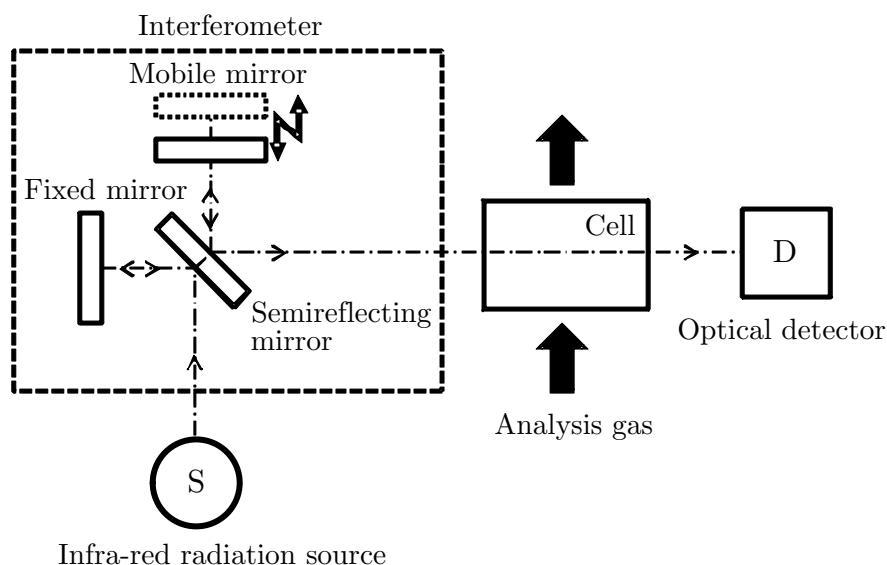 Interferometer
Mobile mirror
Fixed mirror
Cell
D
Semireflecting
mirror
Optical detector
Analysis gas
S
Infra-red radiation source